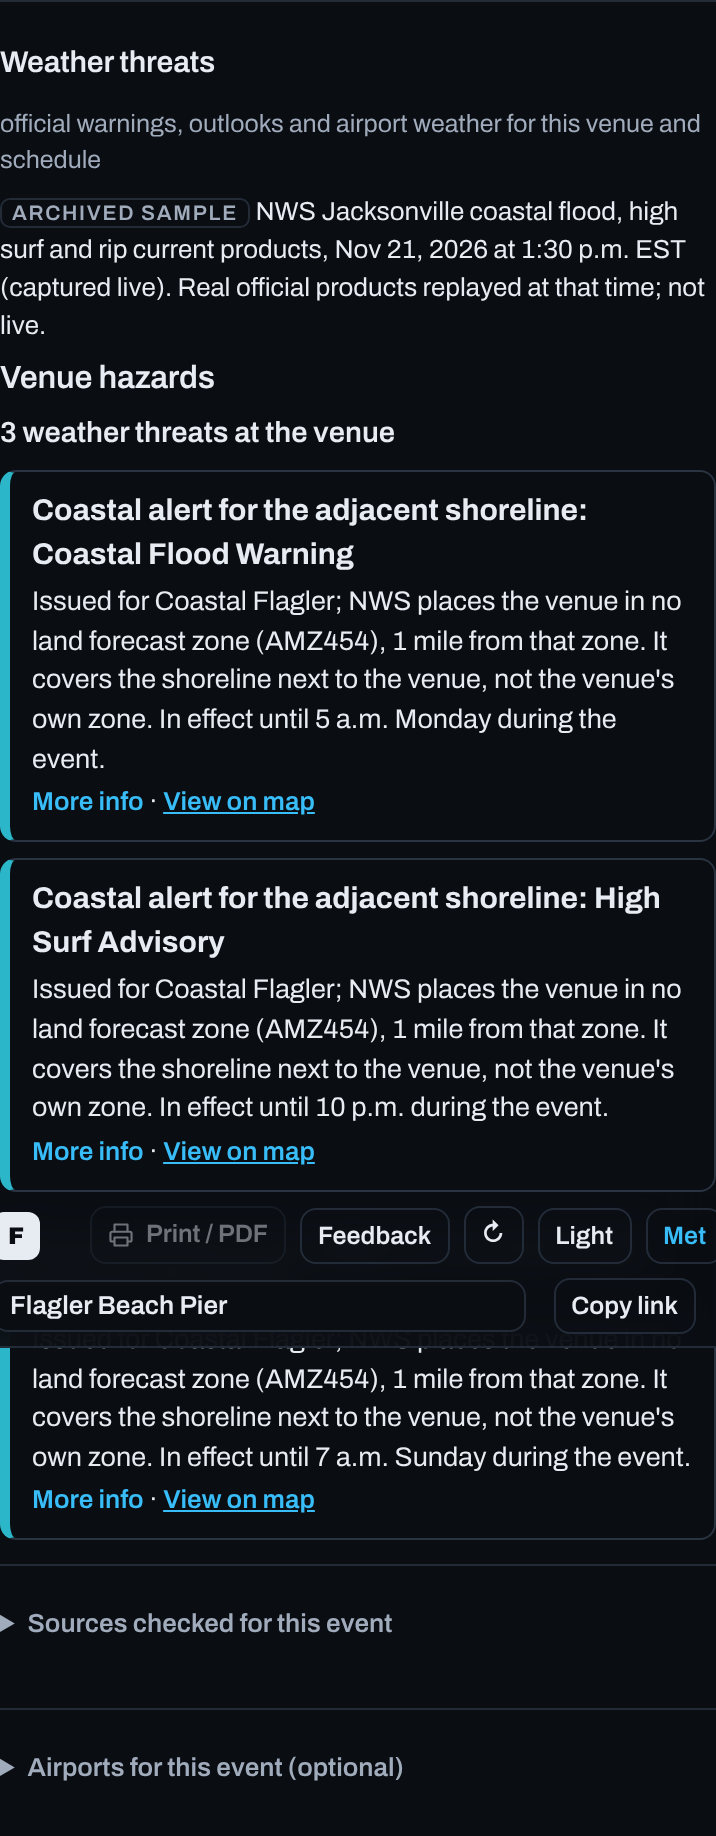 Weather threats
official warnings, outlooks and airport weather for this venue and
schedule
ARCHIVED SAMPLE NWS Jacksonville coastal flood, high
surf and rip current products, Nov 21, 2026 at 1:30 p.m. EST
(captured live). Real official products replayed at that time; not
live.
Venue hazards
3 weather threats at the venue
Coastal alert for the adjacent shoreline:
Coastal Flood Warning
Issued for Coastal Flagler; NWS places the venue in no
land forecast zone (AMZ454), 1 mile from that zone. It
covers the shoreline next to the venue, not the venue's
own zone. In effect until 5 a.m. Monday during the
event.
More info · View on map
Coastal alert for the adjacent shoreline: High
Surf Advisory
Issued for Coastal Flagler; NWS places the venue in no
land forecast zone (AMZ454), 1 mile from that zone. It
covers the shoreline next to the venue, not the venue's
own zone. In effect until 10 p.m. during the event.
More info · View on map
F Print / PDF Feedback Light Met
Flagler Beach Pier Copy link
Issued for Coastal Flagler; NWS places the venue in no
land forecast zone (AMZ454), 1 mile from that zone. It
covers the shoreline next to the venue, not the venue's
own zone. In effect until 7 a.m. Sunday during the event.
More info · View on map
Sources checked for this event
Airports for this event (optional)